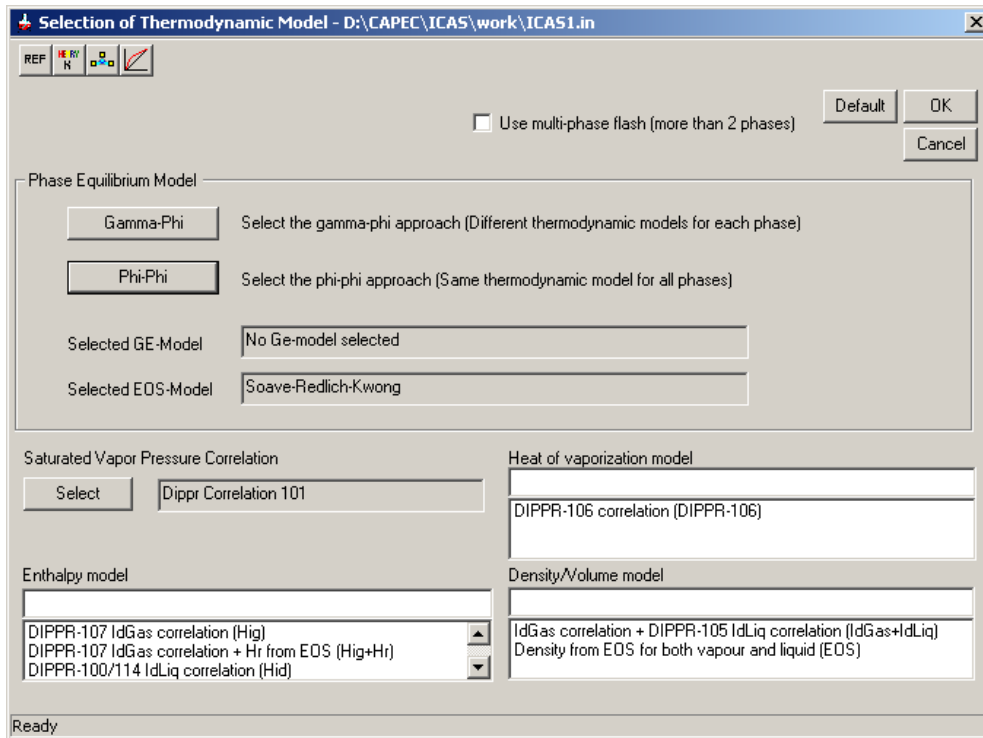 Selection of Thermodynamic Model - D:\CAPEC\ICAS\work\ICAS1.in
REF
HENRY K
Use multi-phase flash (more than 2 phases)
Default
OK
Cancel
Phase Equilibrium Model
Gamma-Phi
Select the gamma-phi approach (Different thermodynamic models for each phase)
Phi-Phi
Select the phi-phi approach (Same thermodynamic model for all phases)
Selected GE-Model
No Ge-model selected
Selected EOS-Model
Soave-Redlich-Kwong
Saturated Vapor Pressure Correlation
Select
Dippr Correlation 101
Heat of vaporization model
DIPPR-106 correlation (DIPPR-106)
Enthalpy model
DIPPR-107 IdGas correlation (Hig)
DIPPR-107 IdGas correlation + Hr from EOS (Hig+Hr)
DIPPR-100/114 IdLiq correlation (Hid)
Density/Volume model
IdGas correlation + DIPPR-105 IdLiq correlation (IdGas+IdLiq)
Density from EOS for both vapour and liquid (EOS)
Ready